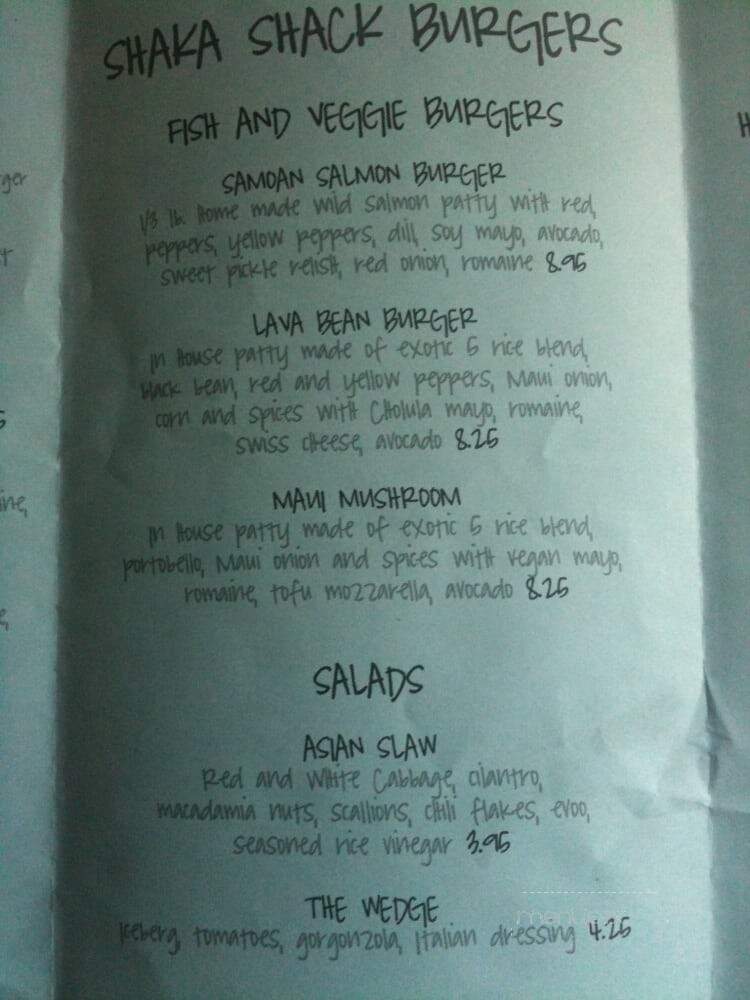 SHAKA SHACK BURGERS
FISH AND VEGGIE BURGERS
SAMOAN SALMON BURGER
1/3 lb. Home made wild salmon patty with red,
peppers, yellow peppers, dill, soy mayo, avocado,
sweet pickle relish, red onion, romaine 8.95
LAVA BEAN BURGER
In House patty made of exotic 5 rice blend,
black bean, red and yellow peppers, Maui onion,
corn and spices with Cholula mayo, romaine,
swiss cheese, avocado 8.25
MAUI MUSHROOM
In House patty made of exotic 5 rice blend,
portobello, Maui onion and spices with vegan mayo,
romaine, tofu mozzarella, avocado 8.25
SALADS
ASIAN SLAW
Red and White Cabbage, cilantro,
macadamia nuts, scallions, chili flakes, evoo,
seasoned rice vinegar 3.95
THE WEDGE
Iceberg, tomatoes, gorgonzola, Italian dressing 4.25